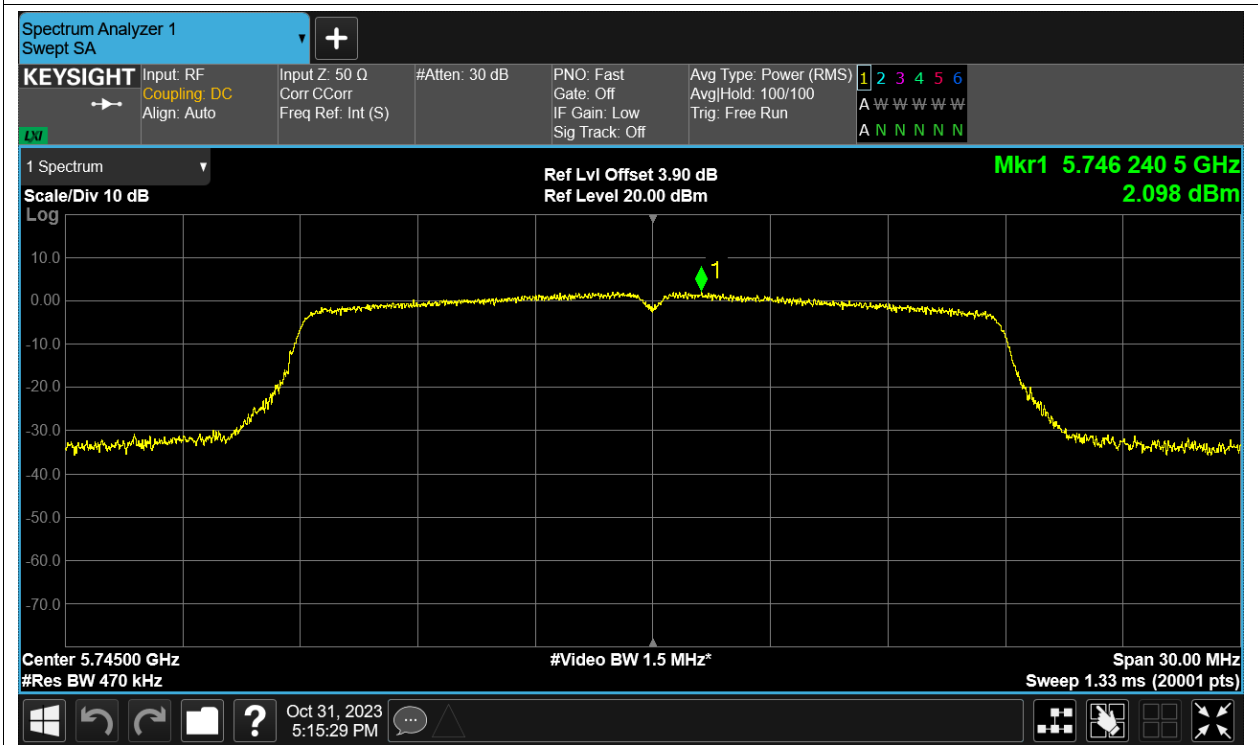 Spectrum Analyzer 1
Swept SA
KEYSIGHT
LXI
Input: RF
Coupling: DC
Align: Auto
Input Z: 50 Ω
Corr CCorr
Freq Ref: Int (S)
#Atten: 30 dB
PNO: Fast
Gate: Off
IF Gain: Low
Sig Track: Off
Avg Type: Power (RMS)
Avg|Hold: 100/100
Trig: Free Run
1 2 3 4 5 6
A W W W W W
A N N N N N
1 Spectrum
Scale/Div 10 dB
Log
Ref Lvl Offset 3.90 dB
Ref Level 20.00 dBm
Mkr1 5.746 240 5 GHz
2.098 dBm
10.0
0.00
-10.0
-20.0
-30.0
-40.0
-50.0
-60.0
-70.0
1
Center 5.74500 GHz
#Res BW 470 kHz
#Video BW 1.5 MHz*
Span 30.00 MHz
Sweep 1.33 ms (20001 pts)
?
Oct 31, 2023
5:15:29 PM